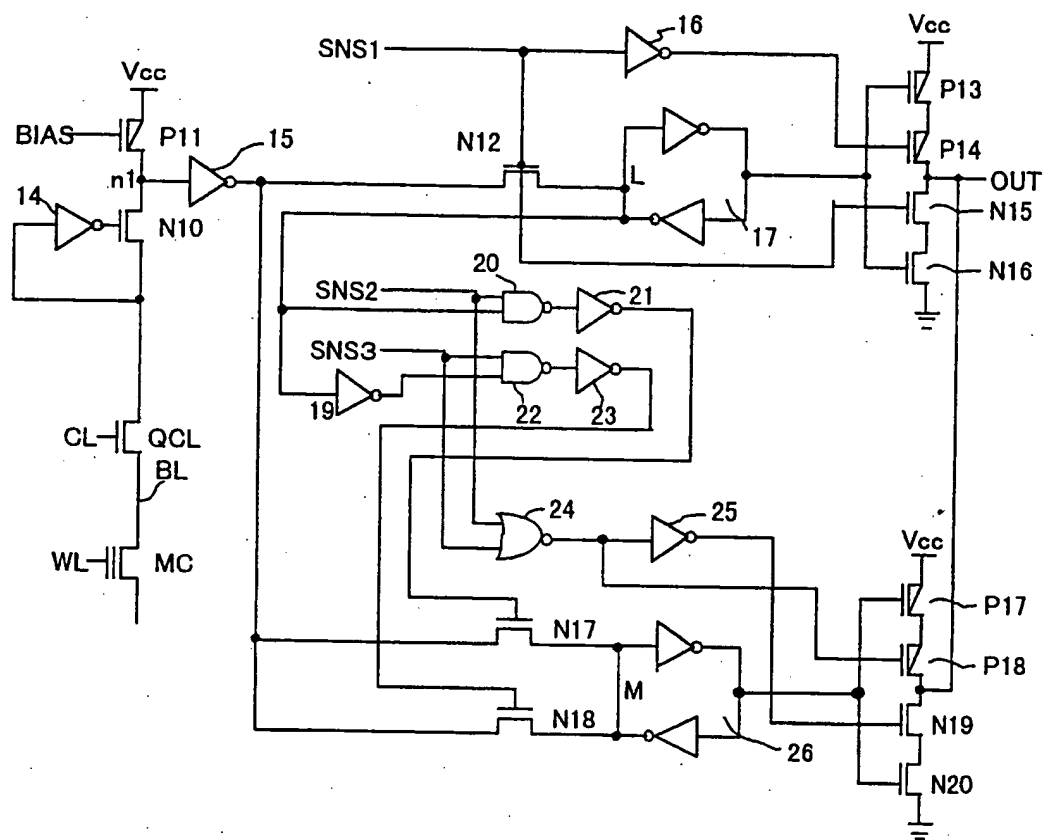 16
SNS1
Vcc
Vcc
P13
BIAS
P11
15
N12
P14
n1
L
OUT
14
N10
17
N15
N16
20
SNS2
21
SNS3
19
22
23
CL
QCL
BL
24
25
WL
MC
Vcc
P17
N17
P18
M
N18
26
N19
N20